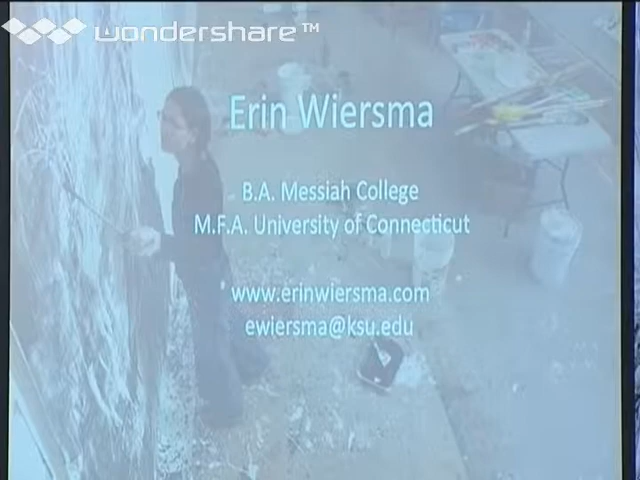 wondershare™
Erin Wiersma
B.A. Messiah College
M.F.A. University of Connecticut
www.erinwiersma.com
ewiersma@ksu.edu